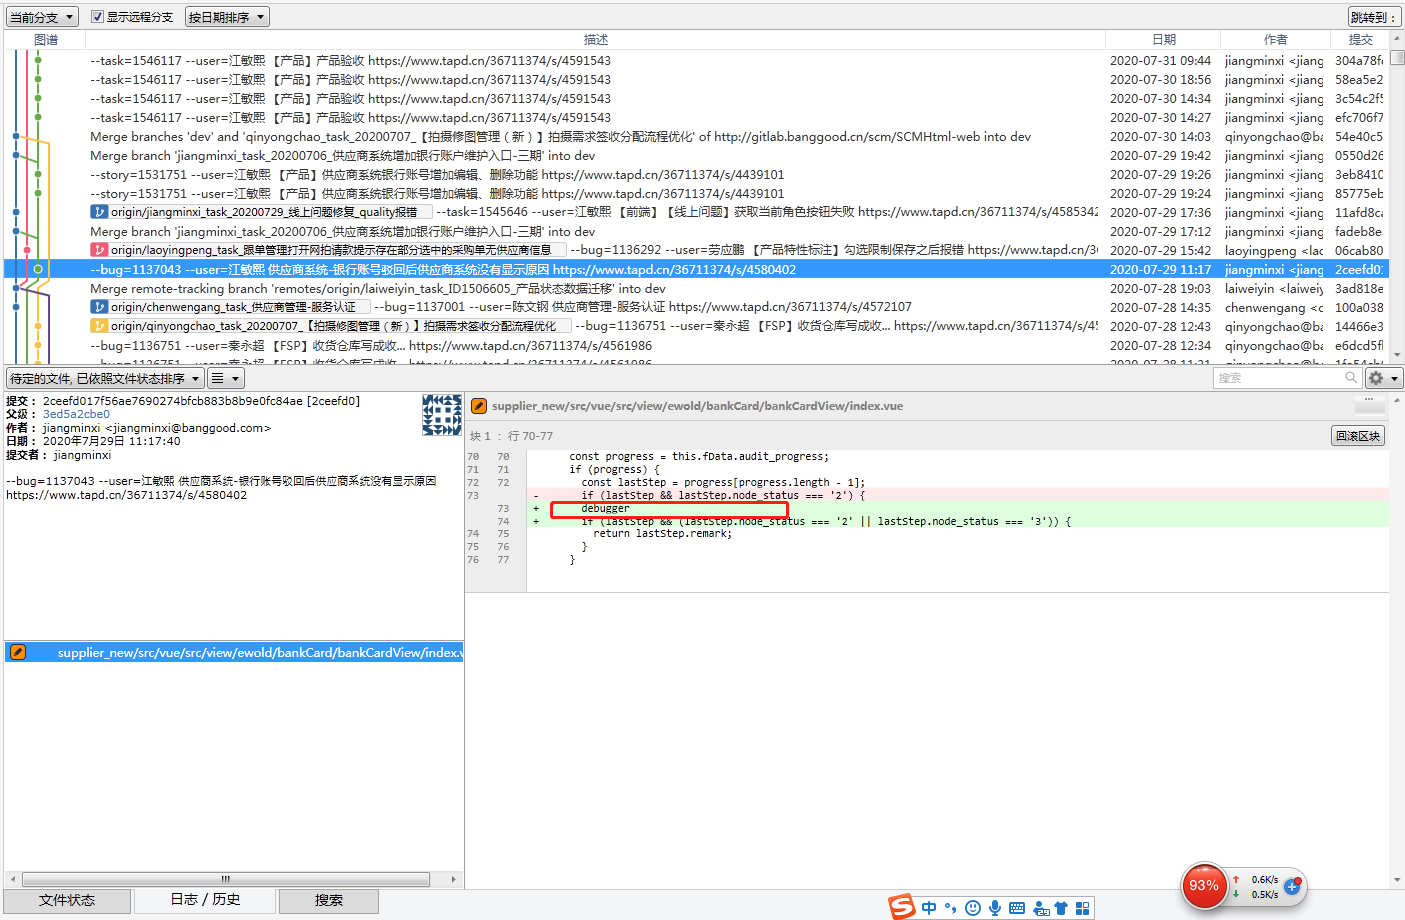 当前分支 显示远程分支 按日期排序 跳转到：
图谱 描述 日期 作者 提交
--task=1546117 --user=江敏熙 【产品】产品验收 https://www.tapd.cn/36711374/s/4591543 2020-07-31 09:44 jiangminxi <jiang 304a78f
--task=1546117 --user=江敏熙 【产品】产品验收 https://www.tapd.cn/36711374/s/4591543 2020-07-30 18:56 jiangminxi <jiang 58ea5e2
--task=1546117 --user=江敏熙 【产品】产品验收 https://www.tapd.cn/36711374/s/4591543 2020-07-30 14:34 jiangminxi <jiang 3c54c2f5
--task=1546117 --user=江敏熙 【产品】产品验收 https://www.tapd.cn/36711374/s/4591543 2020-07-30 14:27 jiangminxi <jiang efc706f7
Merge branches 'dev' and 'qinyongchao_task_20200707_【拍摄修图管理（新）】拍摄需求签收分配流程优化' of http://gitlab.banggood.cn/scm/SCMHtml-web into dev 2020-07-30 14:03 qinyongchao@ba 54e40c5
Merge branch 'jiangminxi_task_20200706_供应商系统增加银行账户维护入口-三期' into dev 2020-07-29 19:42 jiangminxi <jiang 0550d26
--story=1531751 --user=江敏熙 【产品】供应商系统银行账号增加编辑、删除功能 https://www.tapd.cn/36711374/s/4439101 2020-07-29 19:26 jiangminxi <jiang 3eb8410
--story=1531751 --user=江敏熙 【产品】供应商系统银行账号增加编辑、删除功能 https://www.tapd.cn/36711374/s/4439101 2020-07-29 19:24 jiangminxi <jiang 85775eb
origin/jiangminxi_task_20200729_线上问题修复_quality报错 --task=1545646 --user=江敏熙 【前端】【线上问题】获取当前角色按钮失败 https://www.tapd.cn/36711374/s/4585342 2020-07-29 17:36 jiangminxi <jiang 11afd8c
Merge branch 'jiangminxi_task_20200706_供应商系统增加银行账户维护入口-三期' into dev 2020-07-29 17:12 jiangminxi <jiang fadeb8e
origin/laoyingpeng_task_跟单管理打开网拍请款提示存在部分选中的采购单无供应商信息 --bug=1136292 --user=劳应鹏 【产品特性标注】勾选限制保存之后报错 https://www.tapd.cn/3 2020-07-29 15:42 laoyingpeng <lao 06cab80
--bug=1137043 --user=江敏熙 供应商系统-银行账号驳回后供应商系统没有显示原因 https://www.tapd.cn/36711374/s/4580402 2020-07-29 11:17 jiangminxi <jiang 2ceefd0
Merge remote-tracking branch 'remotes/origin/laiweiyin_task_ID1506605_产品状态数据迁移' into dev 2020-07-28 19:03 laiweiyin <laiwei 3ad818e
origin/chenwengang_task_供应商管理-服务认证 --bug=1137001 --user=陈文钢 供应商管理-服务认证 https://www.tapd.cn/36711374/s/4572107 2020-07-28 14:35 chenwengang <c 100a038
origin/qinyongchao_task_20200707_【拍摄修图管理（新）】拍摄需求签收分配流程优化 --bug=1136751 --user=秦永超 【FSP】收货仓库写成收... https://www.tapd.cn/36711374/s/45 2020-07-28 12:43 qinyongchao@ba 14466e3
--bug=1136751 --user=秦永超 【FSP】收货仓库写成收... https://www.tapd.cn/36711374/s/4561986 2020-07-28 12:34 qinyongchao@ba e6dcd5f
--bug=1136751 --user=秦永超 【FSP】收货仓库写成收... https://www.tapd.cn/36711374/s/4561986
待定的文件, 已依照文件状态排序 搜索
提交： 2ceefd017f56ae7690274bfcb883b8b9e0fc84ae [2ceefd0]
父级： 3ed5a2cbe0
作者： jiangminxi <jiangminxi@banggood.com>
日期： 2020年7月29日 11:17:40
提交者： jiangminxi
--bug=1137043 --user=江敏熙 供应商系统-银行账号驳回后供应商系统没有显示原因
https://www.tapd.cn/36711374/s/4580402
supplier_new/src/vue/src/view/ewold/bankCard/bankCardView/index.v
supplier_new/src/vue/src/view/ewold/bankCard/bankCardView/index.vue
块 1 ： 行 70-77 回滚区块
70 70 const progress = this.fData.audit_progress;
71 71 if (progress) {
72 72 const lastStep = progress[progress.length - 1];
73 - if (lastStep && lastStep.node_status === '2') {
73 + debugger
74 + if (lastStep && (lastStep.node_status === '2' || lastStep.node_status === '3')) {
74 75 return lastStep.remark;
75 76 }
76 77 }
文件状态 日志 / 历史 搜索
中
93% 0.6K/s
0.5K/s